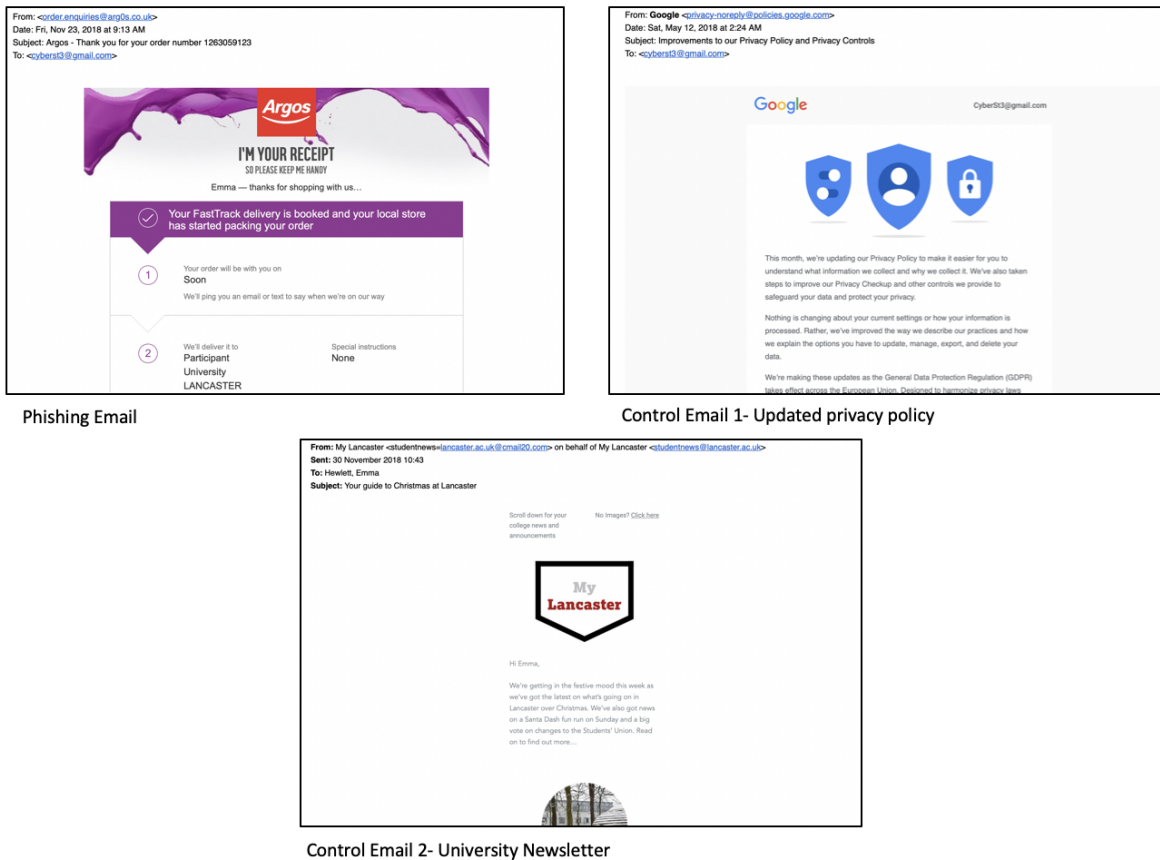 From: <order.enquiries@arg0s.co.uk>
Date: Fri, Nov 23, 2018 at 9:13 AM
Subject: Argos - Thank you for your order number 1263059123
To: <cyberst3@gmail.com>
Argos
I'M YOUR RECEIPT
SO PLEASE KEEP ME HANDY
Emma — thanks for shopping with us…
Your FastTrack delivery is booked and your local store
has started packing your order
1
Your order will be with you on
Soon
We'll ping you an email or text to say when we're on our way
2
We'll deliver it to
Participant
University
LANCASTER
Special instructions
None
Phishing Email
From: Google <privacy-noreply@policies.google.com>
Date: Sat, May 12, 2018 at 2:24 AM
Subject: Improvements to our Privacy Policy and Privacy Controls
To: <cyberst3@gmail.com>
Google
CyberSt3@gmail.com
This month, we're updating our Privacy Policy to make it easier for you to
understand what information we collect and why we collect it. We've also taken
steps to improve our Privacy Checkup and other controls we provide to
safeguard your data and protect your privacy.
Nothing is changing about your current settings or how your information is
processed. Rather, we've improved the way we describe our practices and how
we explain the options you have to update, manage, export, and delete your
data.
We're making these updates as the General Data Protection Regulation (GDPR)
takes effect across the European Union. Designed to harmonize privacy laws
Control Email 1- Updated privacy policy
From: My Lancaster <studentnews=lancaster.ac.uk@cmail20.com> on behalf of My Lancaster <studentnews@lancaster.ac.uk>
Sent: 30 November 2018 10:43
To: Hewlett, Emma
Subject: Your guide to Christmas at Lancaster
Scroll down for your
college news and
announcements
No Images? Click here
My
Lancaster
Hi Emma,
We're getting in the festive mood this week as
we've got the latest on what's going on in
Lancaster over Christmas. We've also got news
on a Santa Dash fun run on Sunday and a big
vote on changes to the Students' Union. Read
on to find out more…
Control Email 2- University Newsletter